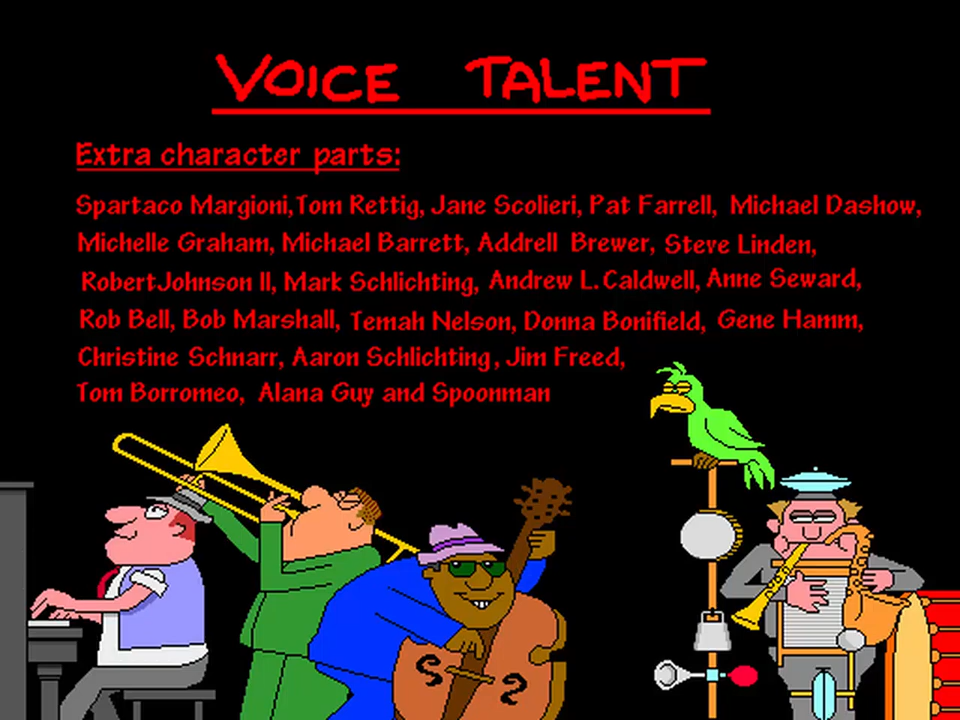 VOICE TALENT
Extra character parts:
Spartaco Margioni,Tom Rettig, Jane Scolieri, Pat Farrell, Michael Dashow,
Michelle Graham, Michael Barrett, Addrell Brewer, Steve Linden,
RobertJohnson II, Mark Schlichting, Andrew L.Caldwell, Anne Seward,
Rob Bell, Bob Marshall, Temah Nelson, Donna Bonifield, Gene Hamm,
Christine Schnarr, Aaron Schlichting, Jim Freed,
Tom Borromeo, Alana Guy and Spoonman